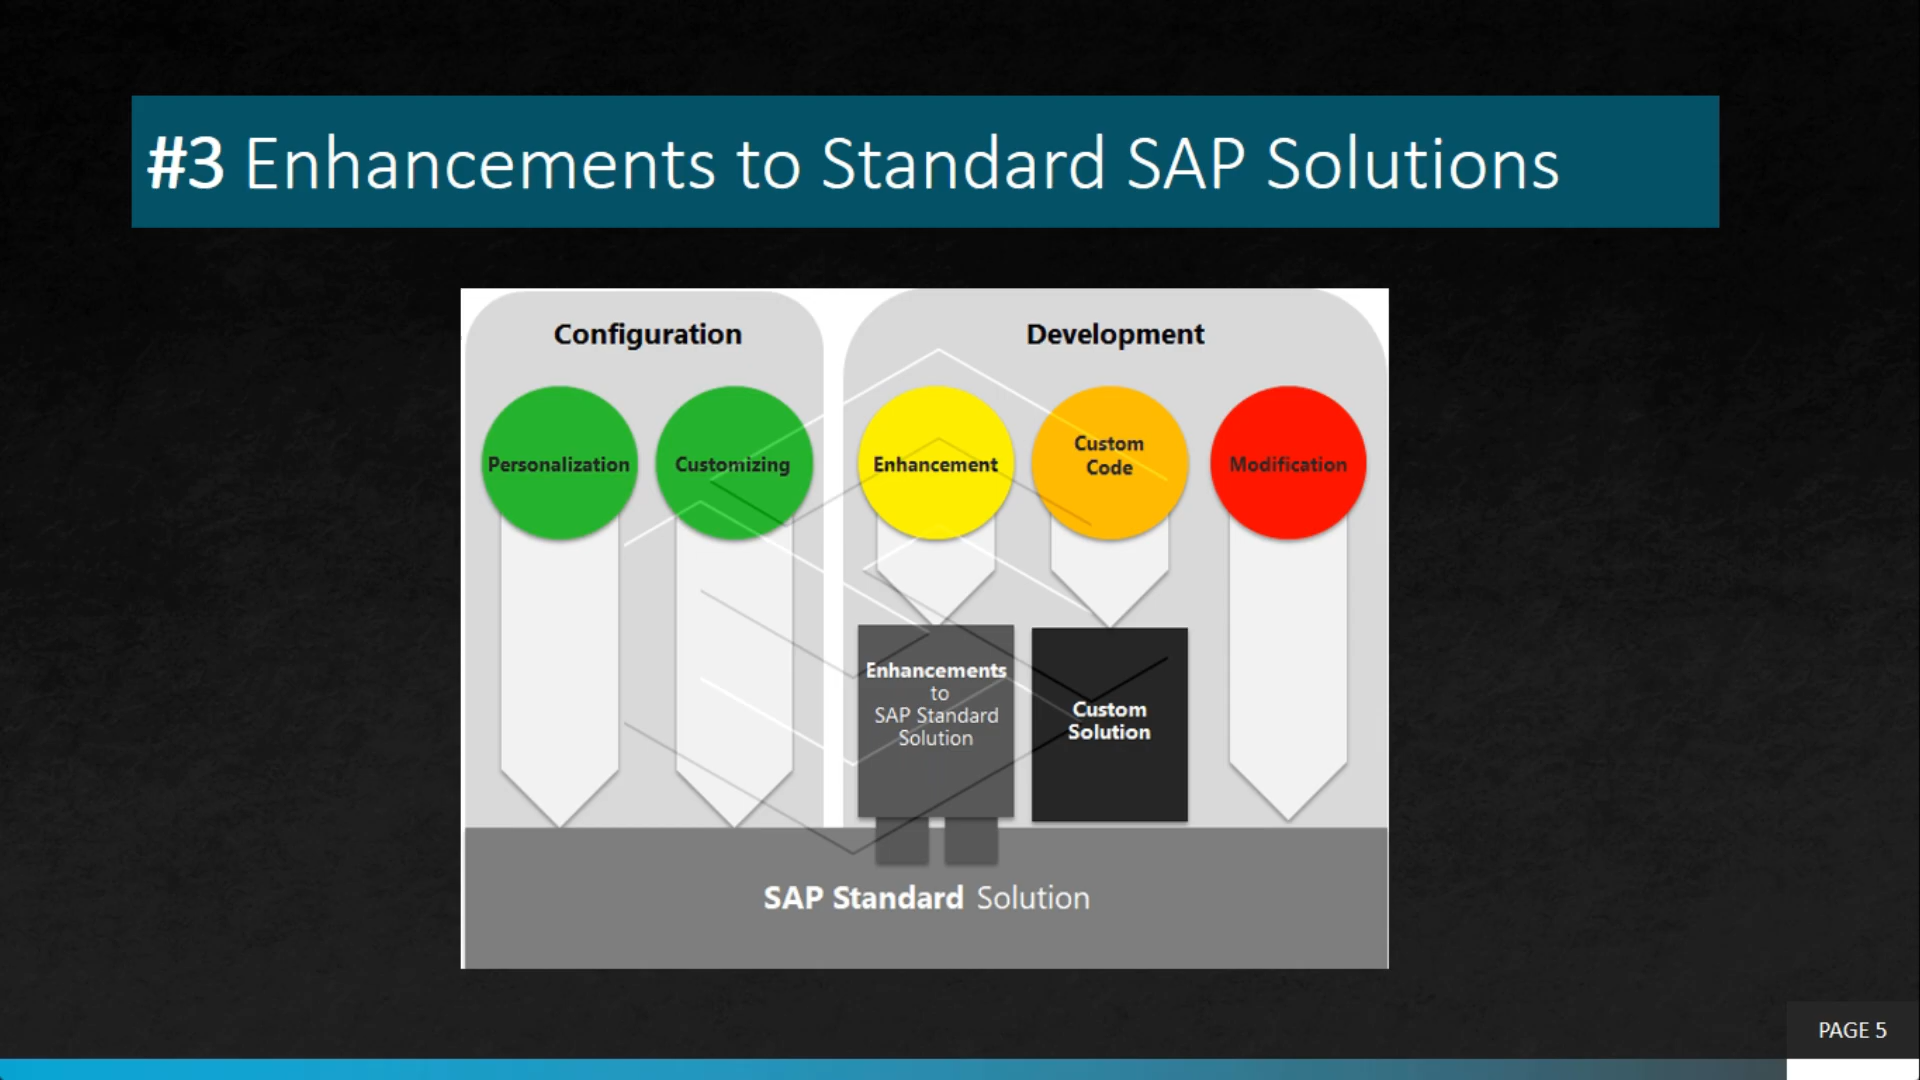 #3 Enhancements to Standard SAP Solutions
Configuration
Development
Personalization
Customizing
Enhancement
Custom
Code
Modification
Enhancements
to
SAP Standard
Solution
Custom
Solution
SAP Standard Solution
PAGE 5